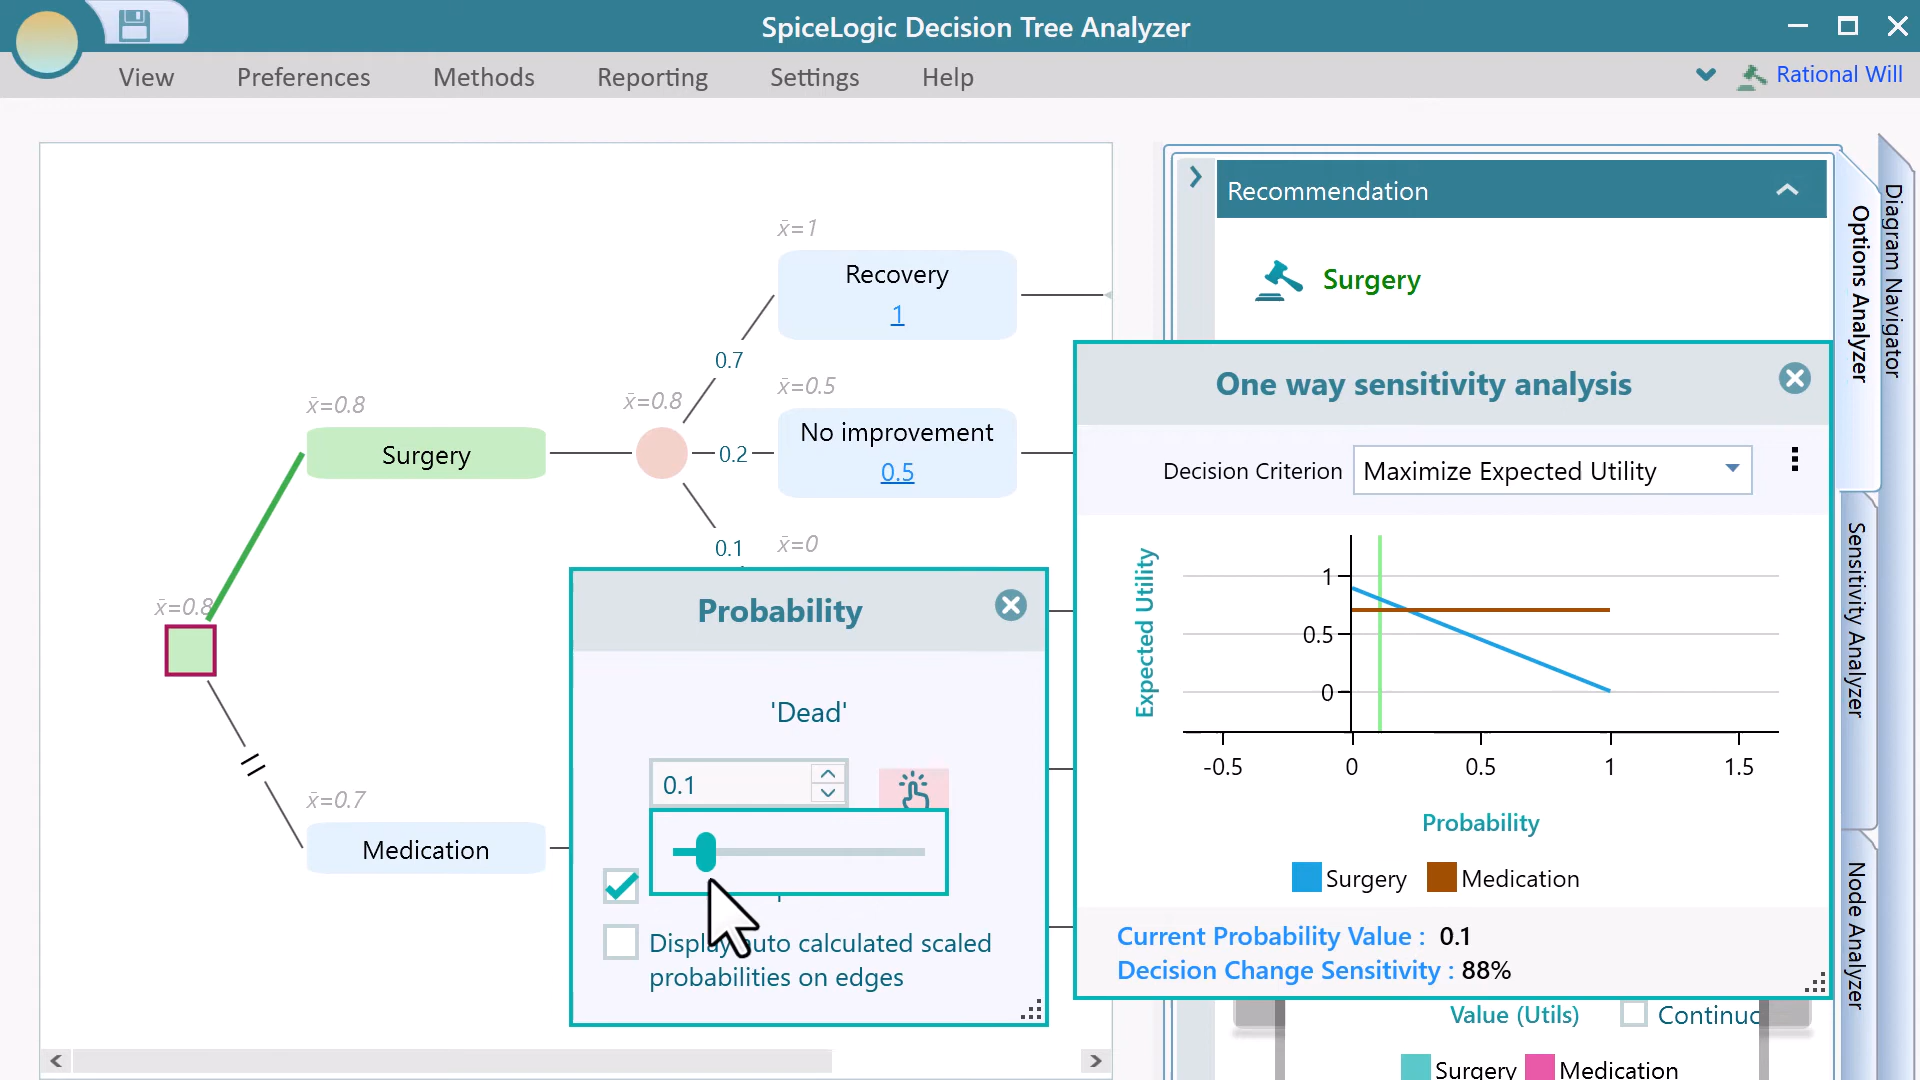 SpiceLogic Decision Tree Analyzer
View Preferences Methods Reporting Settings Help
Rational Will
x̄=1
Recovery
1
0.7
x̄=0.5
No improvement
0.5
0.2
x̄=0.8
x̄=0.8
Surgery
0.1
x̄=0
x̄=0.8
x̄=0.7
Medication
Probability
'Dead'
0.1
Display auto calculated scaled
probabilities on edges
Recommendation
Surgery
One way sensitivity analysis
Decision Criterion Maximize Expected Utility
Expected Utility
1
0.5
0
-0.5 0 0.5 1 1.5
Probability
Surgery Medication
Current Probability Value : 0.1
Decision Change Sensitivity : 88%
Value (Utils)
Surgery Medication
Diagram Navigator
Options Analyzer
Sensitivity Analyzer
Node Analyzer